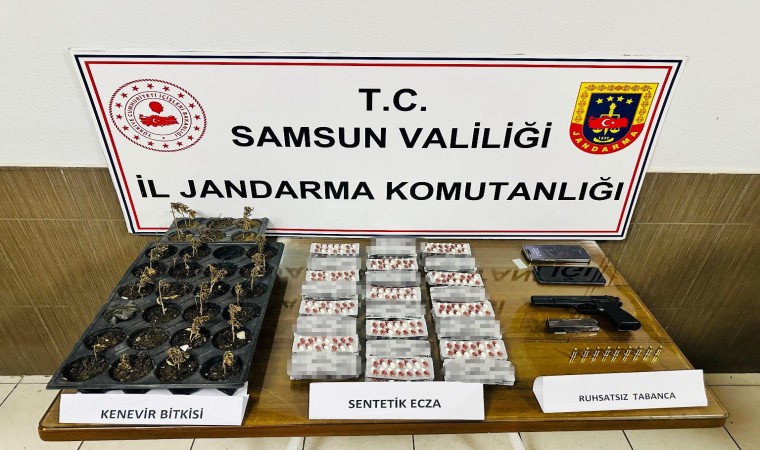 T.C.
SAMSUN VALİLİĞİ
İL JANDARMA KOMUTANLIĞI
JANDARMA
KENEVİR BİTKİSİ
SENTETİK ECZA
RUHSATSIZ TABANCA